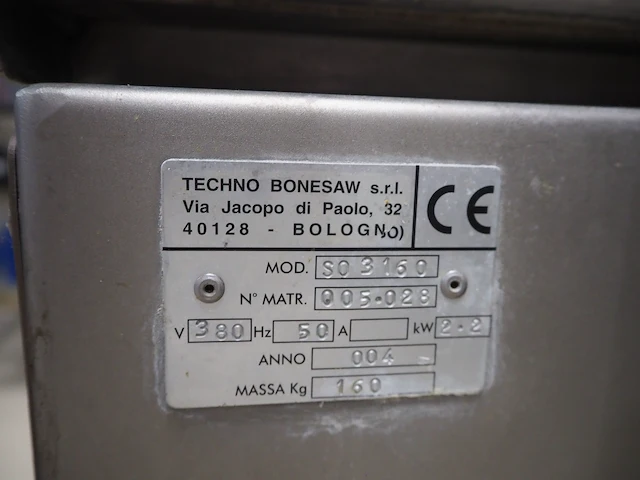 TECHNO BONESAW s.r.l.
Via Jacopo di Paolo, 32
40128 - BOLOGNO)
CE
MOD. SO 3160
N° MATR. 005-028
V 380 Hz 50 A kW 2-2
ANNO 004
MASSA Kg 160